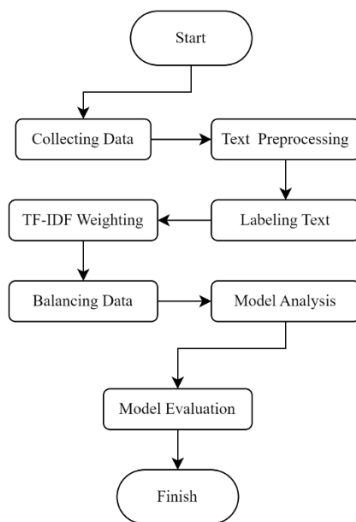 Start
Collecting Data
Text Preprocessing
Labeling Text
TF-IDF Weighting
Balancing Data
Model Analysis
Model Evaluation
Finish